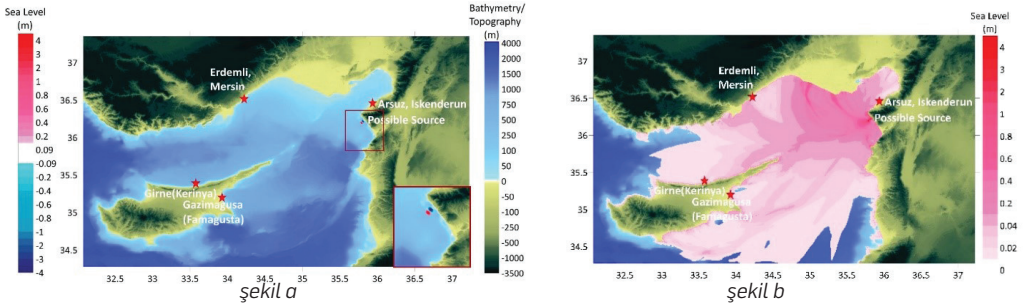 Sea Level
(m)
4
3
1
0.8
0.6
0.4
0.2
0.09
-0.09
-0.2
-0.4
-0.6
-0.8
-1
-2
-3
-4
37
36.5
36
35.5
35
34.5
32.5 33 33.5 34 34.5 35 35.5 36 36.5 37
Erdemli,
Mersin
Arsuz, Iskenderun
Possible Source
Girne(Kerinya)
Gazimagusa
(Famagusta)
Bathymetry/
Topography
(m)
4000
3000
2000
1500
1000
750
500
250
100
50
0
-50
-100
-250
-500
-1000
-2500
-3500
şekil a
37
36.5
36
35.5
35
34.5
32.5 33 33.5 34 34.5 35 35.5 36 36.5 37
Erdemli,
Mersin
Arsuz, Iskenderun
Possible Source
Girne(Kerinya)
Gazimagusa
(Famagusta)
Sea Level
(m)
5
4
3
1
0.8
0.6
0.4
0.2
0.04
0.02
0
şekil b